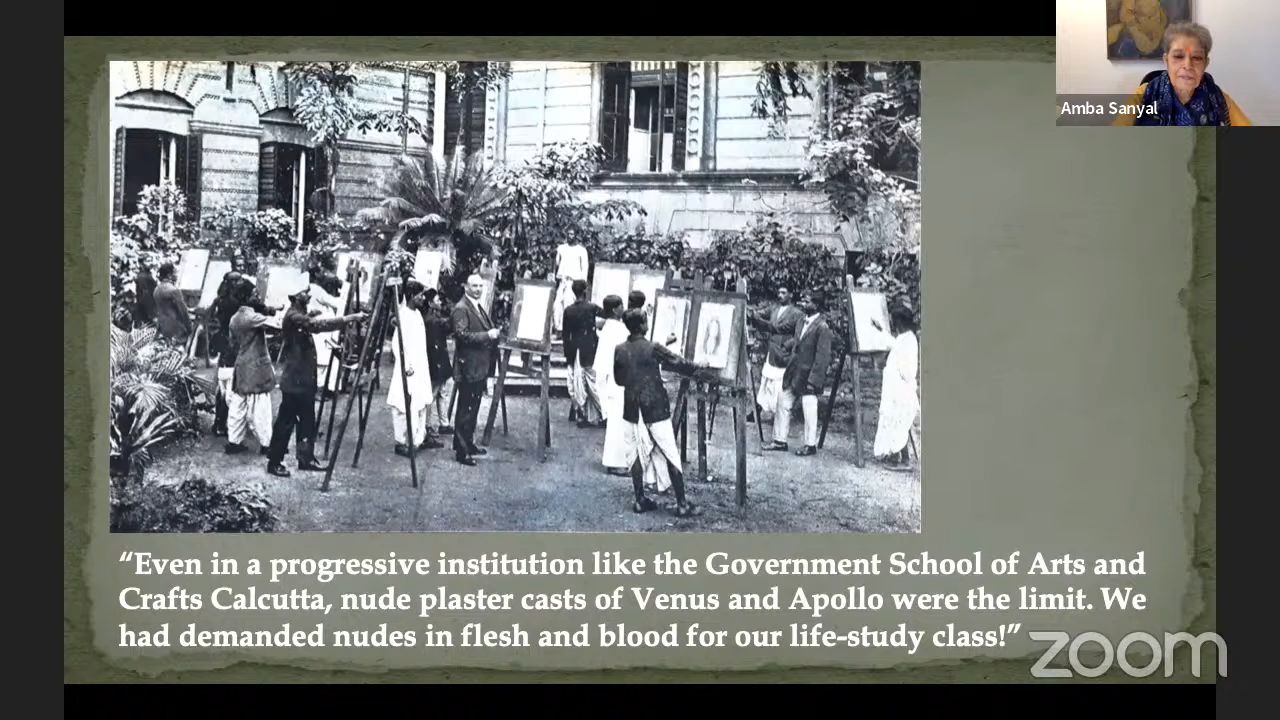 Amba Sanyal
“Even in a progressive institution like the Government School of Arts and
Crafts Calcutta, nude plaster casts of Venus and Apollo were the limit. We
had demanded nudes in flesh and blood for our life-study class!”
zoom